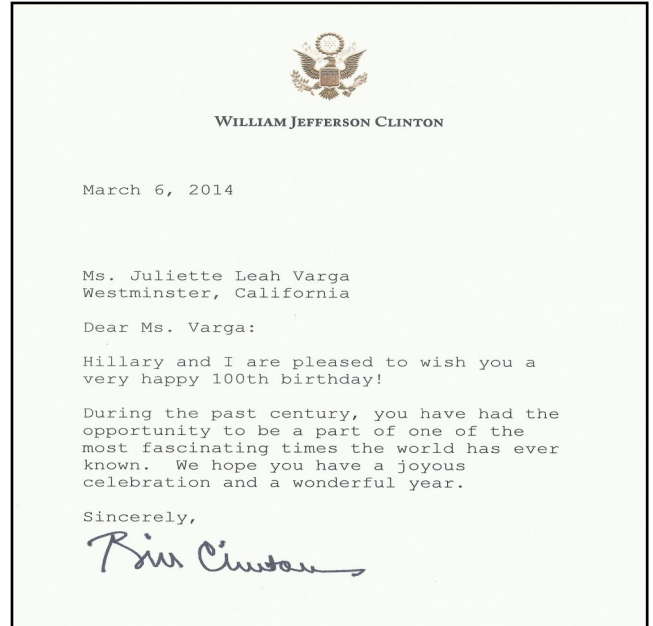 WILLIAM JEFFERSON CLINTON
March 6, 2014
Ms. Juliette Leah Varga
Westminster, California
Dear Ms. Varga:
Hillary and I are pleased to wish you a
very happy 100th birthday!
During the past century, you have had the
opportunity to be a part of one of the
most fascinating times the world has ever
known.  We hope you have a joyous
celebration and a wonderful year.
Sincerely,
Bill Clinton